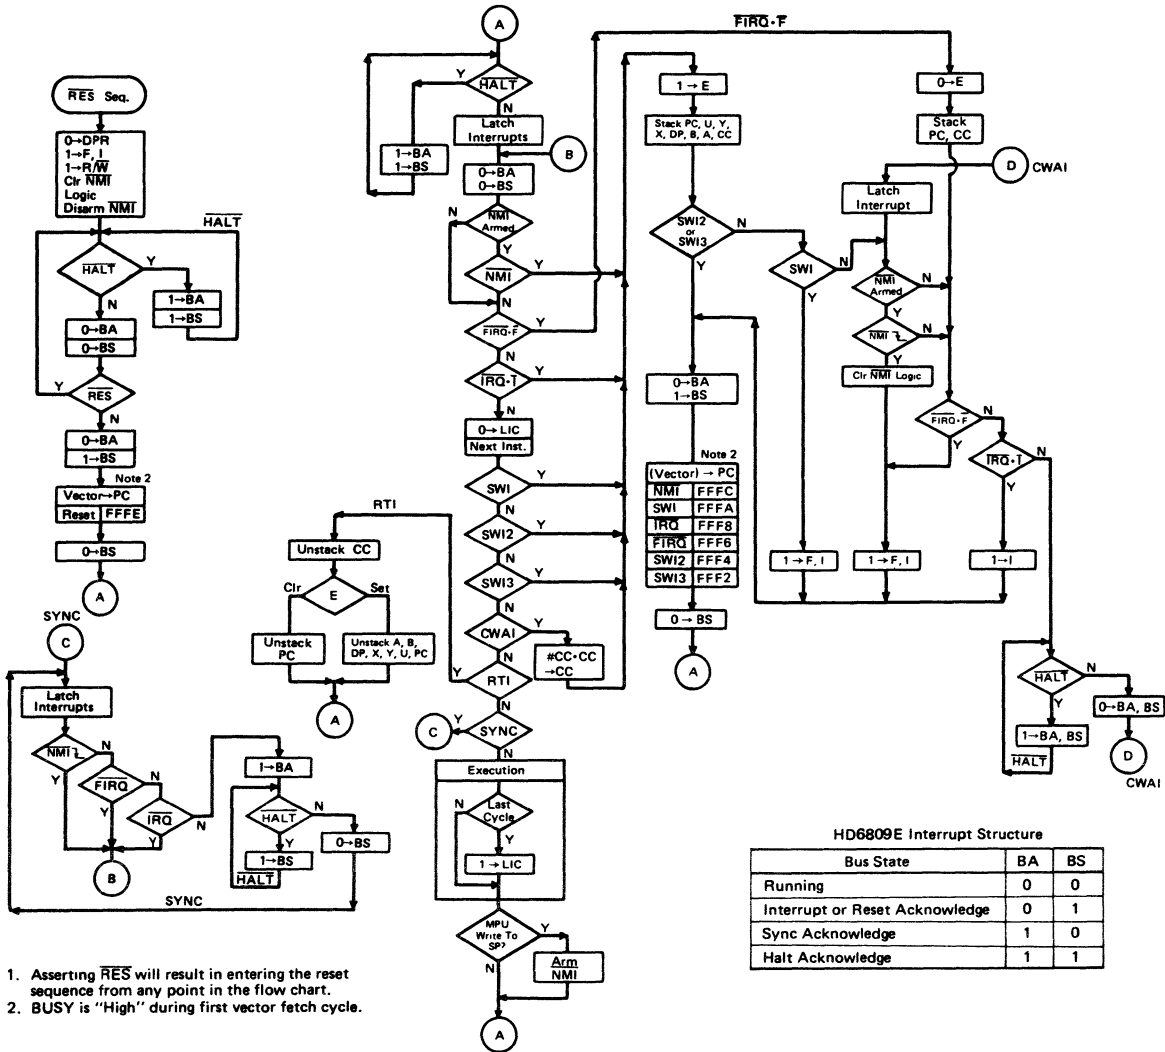 RES Seq.
0→DPR
1→F, I
1→R/W
Clr NMI
Logic
Disarm NMI
HALT
HALT
Y
N
1→BA
1→BS
0→BA
0→BS
Y
RES
N
0→BA
1→BS
Note 2
Vector→PC
Reset FFFE
0→BS
A
SYNC
C
Latch
Interrupts
NMI
N
Y
FIRQ
N
Y
IRQ
N
Y
B
1→BA
HALT
N
Y
1→BS
HALT
0→BS
SYNC
A
Y
HALT
N
1→BA
1→BS
Latch
Interrupts
B
0→BA
0→BS
N
NMI
Armed
Y
NMI
Y
N
FIRQ·F
Y
N
IRQ·I
Y
N
0→LIC
Next Inst.
SWI
Y
N
SWI2
Y
N
SWI3
Y
N
CWAI
Y
N
#CC·CC
→CC
RTI
Y
N
SYNC
Y
C
N
RTI
Unstack CC
Clr
E
Set
Unstack
PC
Unstack A, B,
DP, X, Y, U, PC
A
Execution
N
Last
Cycle
Y
1→LIC
MPU
Write To
SP?
Y
N
Arm
NMI
A
FIRQ·F
1→E
Stack PC, U, Y,
X, DP, B, A, CC
SWI2
or
SWI3
N
Y
SWI
N
Y
0→BA
1→BS
Note 2
(Vector) → PC
NMI FFFC
SWI FFFA
IRQ FFF8
FIRQ FFF6
SWI2 FFF4
SWI3 FFF2
0→BS
A
0→E
Stack
PC, CC
D
CWAI
Latch
Interrupt
NMI
Armed
N
Y
NMI
N
Y
Clr NMI Logic
FIRQ·F
N
Y
IRQ·I
N
Y
1→F, I
1→F, I
1→I
HALT
N
Y
1→BA, BS
HALT
0→BA, BS
D
CWAI
HD6809E Interrupt Structure
Bus State BA BS
Running 0 0
Interrupt or Reset Acknowledge 0 1
Sync Acknowledge 1 0
Halt Acknowledge 1 1
1. Asserting RES will result in entering the reset
sequence from any point in the flow chart.
2. BUSY is "High" during first vector fetch cycle.